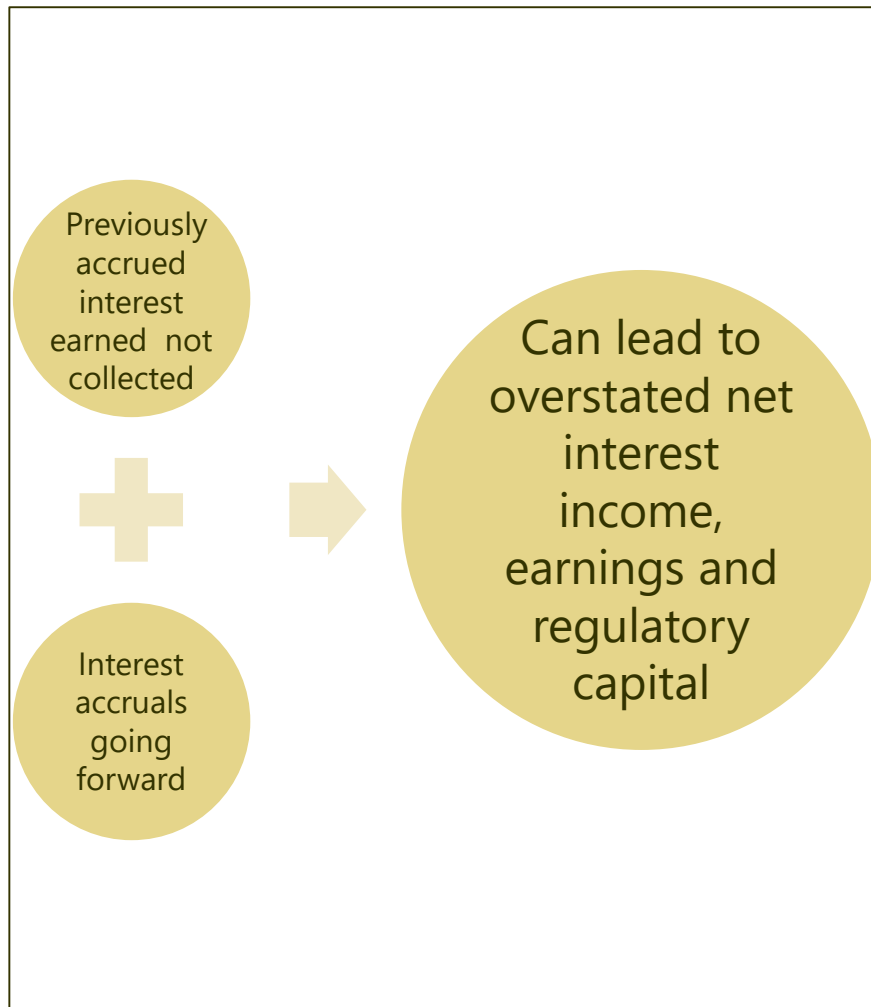 Previously
accrued
interest
earned  not
collected
Interest
accruals
going
forward
Can lead to
overstated net
interest
income,
earnings and
regulatory
capital